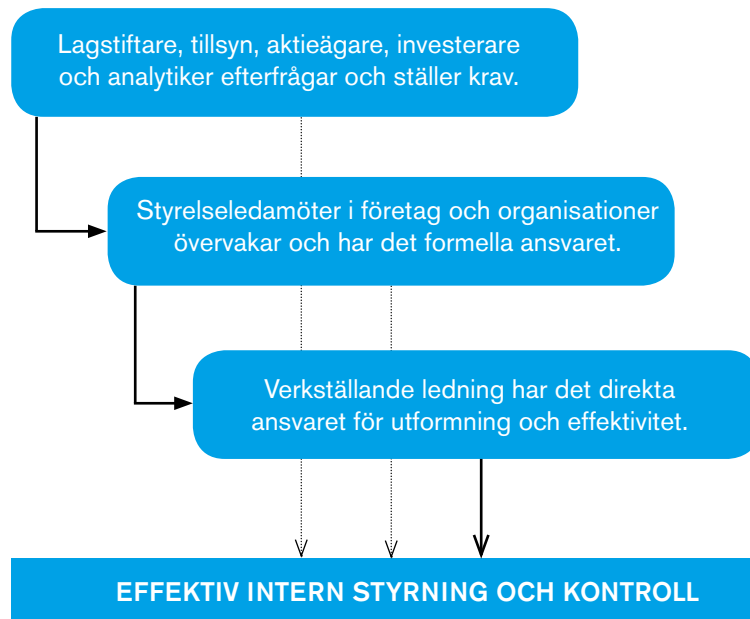 Lagstiftare, tillsyn, aktieägare, investerare
och analytiker efterfrågar och ställer krav.
Styrelseledamöter i företag och organisationer
övervakar och har det formella ansvaret.
Verkställande ledning har det direkta
ansvaret för utformning och effektivitet.
EFFEKTIV INTERN STYRNING OCH KONTROLL